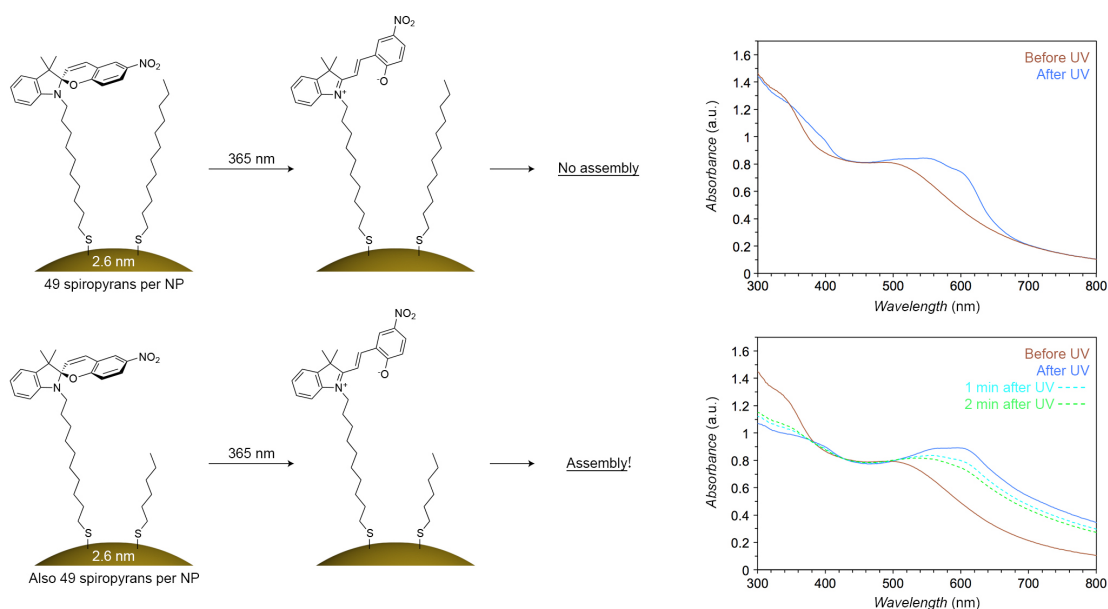 NO₂
O
N
S
S
2.6 nm
49 spiropyrans per NP
365 nm
NO₂
⁻O
N⁺
S
S
No assembly
Absorbance (a.u.)
1.6
1.4
1.2
1
0.8
0.6
0.4
0.2
0
300
400
500
600
700
800
Wavelength (nm)
Before UV
After UV
NO₂
O
N
S
S
2.6 nm
Also 49 spiropyrans per NP
365 nm
NO₂
⁻O
N⁺
S
S
Assembly!
Absorbance (a.u.)
1.6
1.4
1.2
1
0.8
0.6
0.4
0.2
0
300
400
500
600
700
800
Wavelength (nm)
Before UV
After UV
1 min after UV
2 min after UV